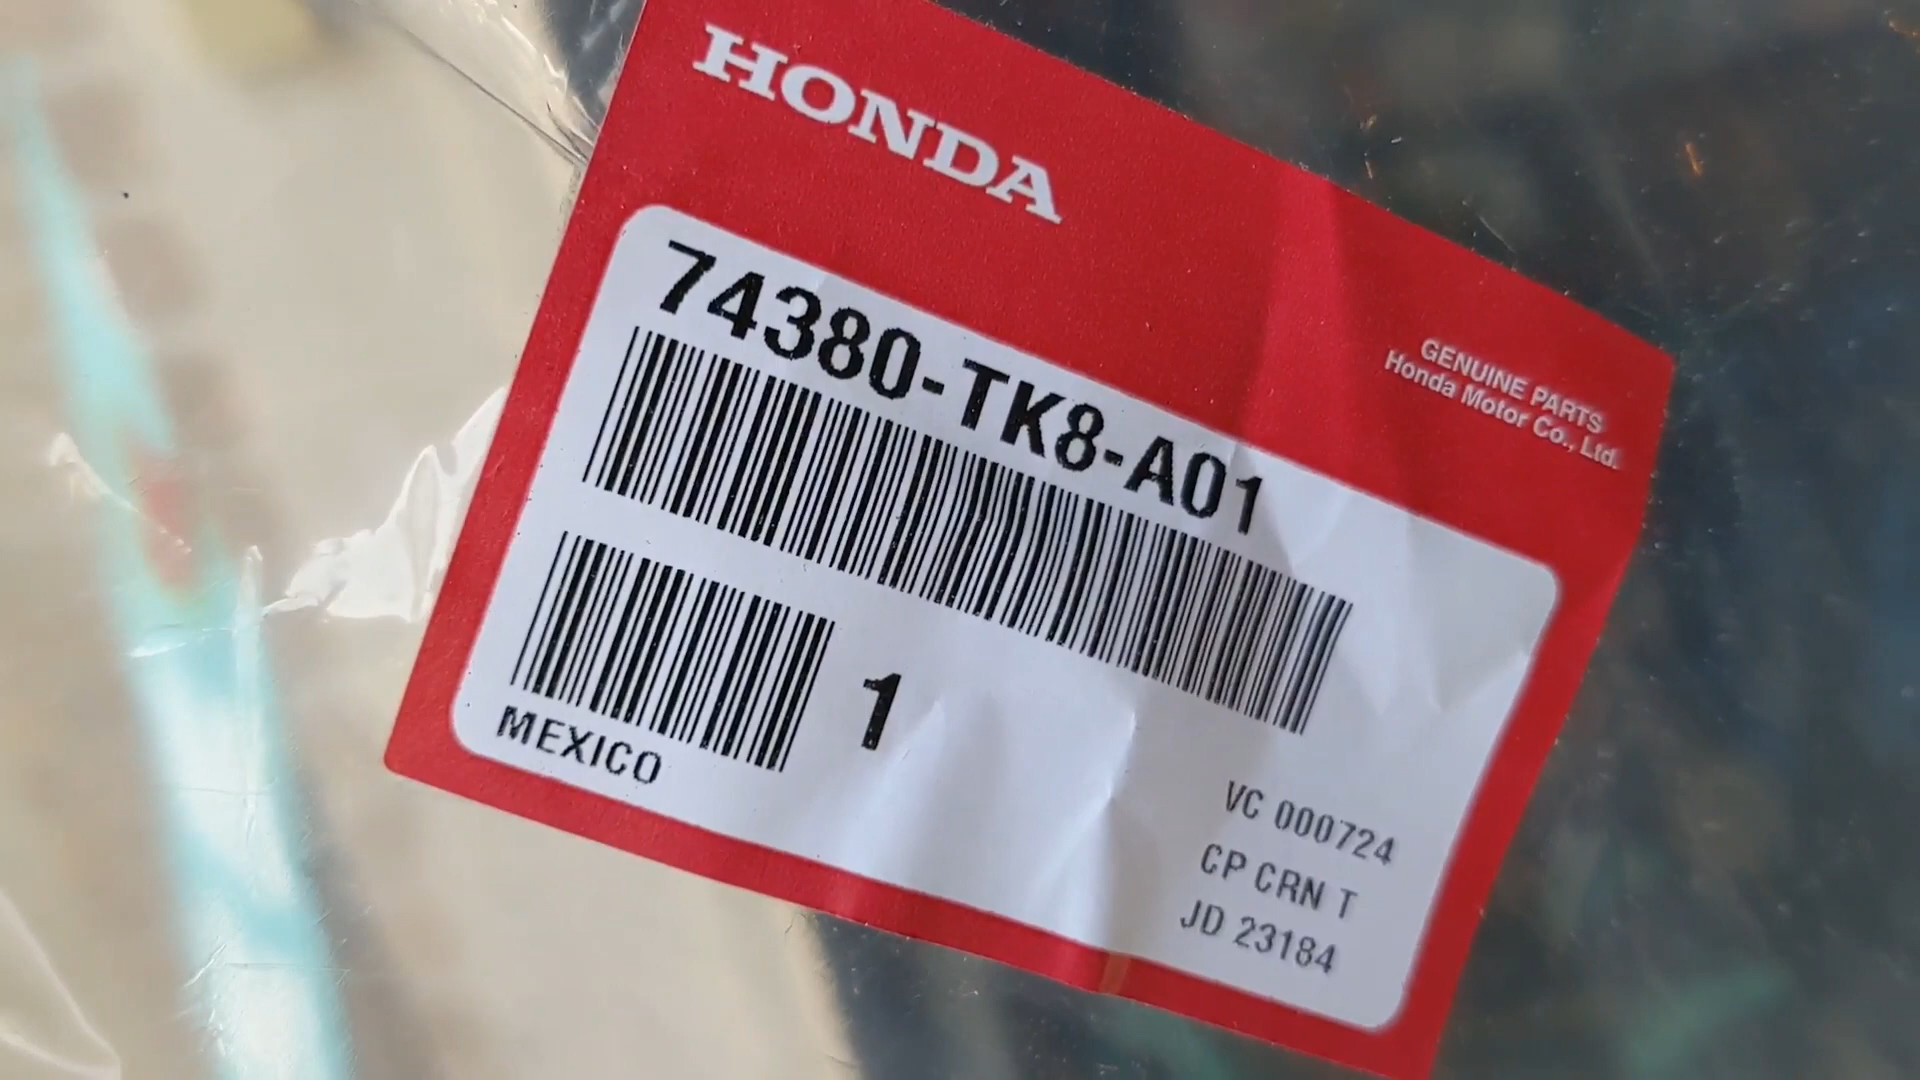 HONDA
GENUINE PARTS
Honda Motor Co., Ltd.
74380-TK8-A01
1
MEXICO
VC 000724
CP CRN T
JD 23184